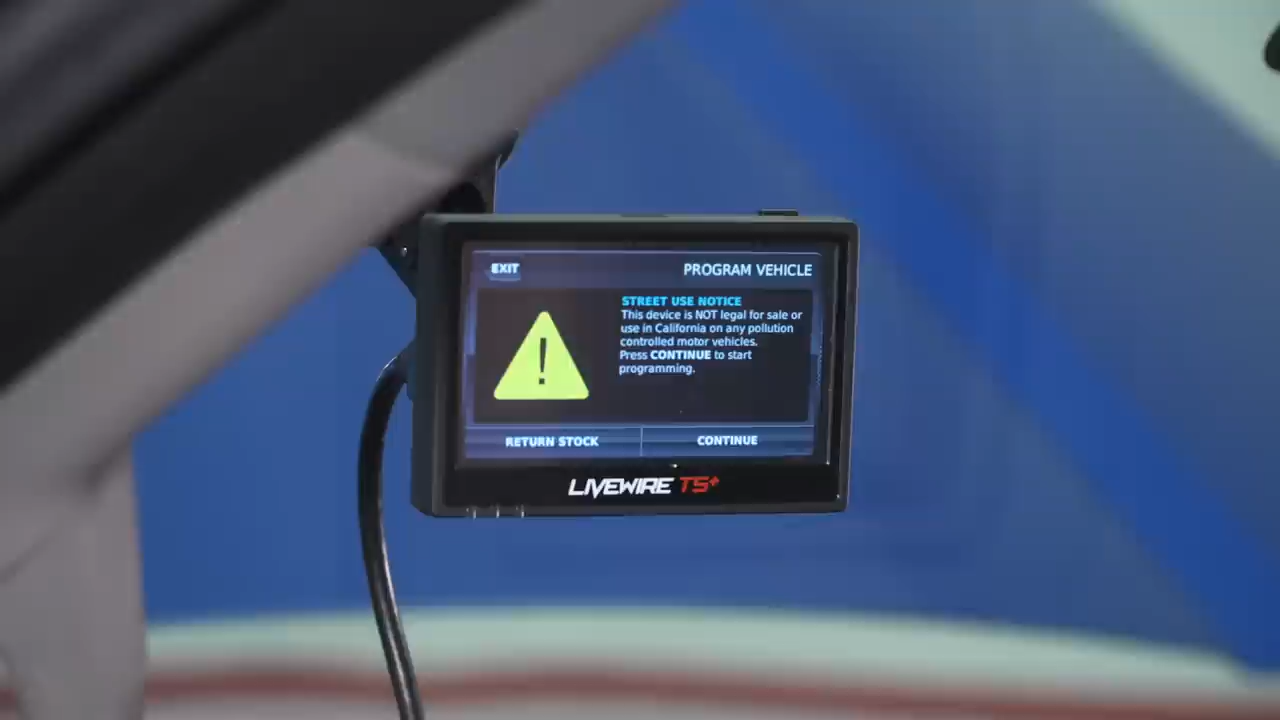 EXIT
PROGRAM VEHICLE
STREET USE NOTICE
This device is NOT legal for sale or
use in California on any pollution
controlled motor vehicles.
Press CONTINUE to start
programming.
RETURN STOCK
CONTINUE
LIVEWIRE TS+